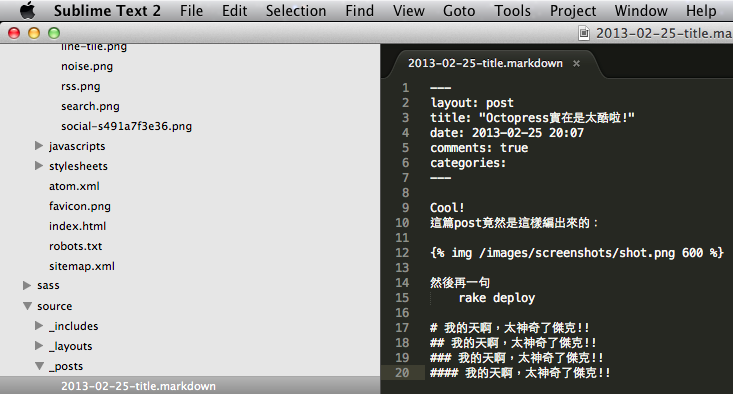 Sublime Text 2 File Edit Selection Find View Goto Tools Project Window Help
2013-02-25-title.ma
line-tile.png
noise.png
rss.png
search.png
social-s491a7f3e36.png
javascripts
stylesheets
atom.xml
favicon.png
index.html
robots.txt
sitemap.xml
sass
source
_includes
_layouts
_posts
2013-02-25-title.markdown
2013-02-25-title.markdown ×
1 ---
2 layout: post
3 title: "Octopress實在是太酷啦!"
4 date: 2013-02-25 20:07
5 comments: true
6 categories:
7 ---
8
9 Cool!
10 這篇post竟然是這樣編出來的：
11
12 {% img /images/screenshots/shot.png 600 %}
13
14 然後再一句
15     rake deploy
16
17 # 我的天啊，太神奇了傑克!!
18 ## 我的天啊，太神奇了傑克!!
19 ### 我的天啊，太神奇了傑克!!
20 #### 我的天啊，太神奇了傑克!!